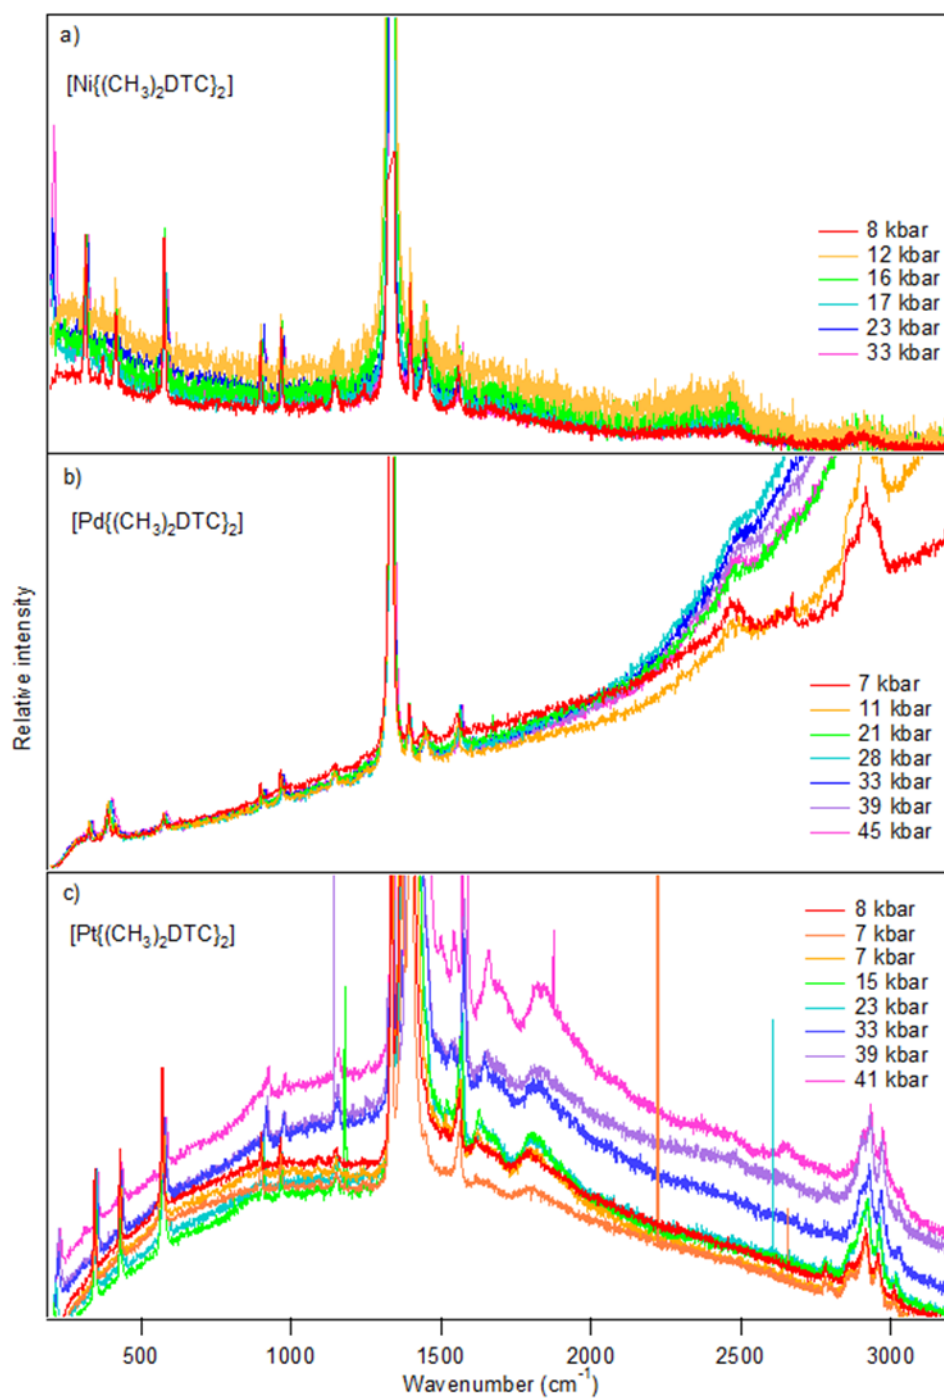 a)
[Ni{(CH₃)₂DTC}₂]
8 kbar
12 kbar
16 kbar
17 kbar
23 kbar
33 kbar
b)
[Pd{(CH₃)₂DTC}₂]
7 kbar
11 kbar
21 kbar
28 kbar
33 kbar
39 kbar
45 kbar
Relative intensity
c)
[Pt{(CH₃)₂DTC}₂]
8 kbar
7 kbar
7 kbar
15 kbar
23 kbar
33 kbar
39 kbar
41 kbar
500 1000 1500 2000 2500 3000
Wavenumber (cm⁻¹)